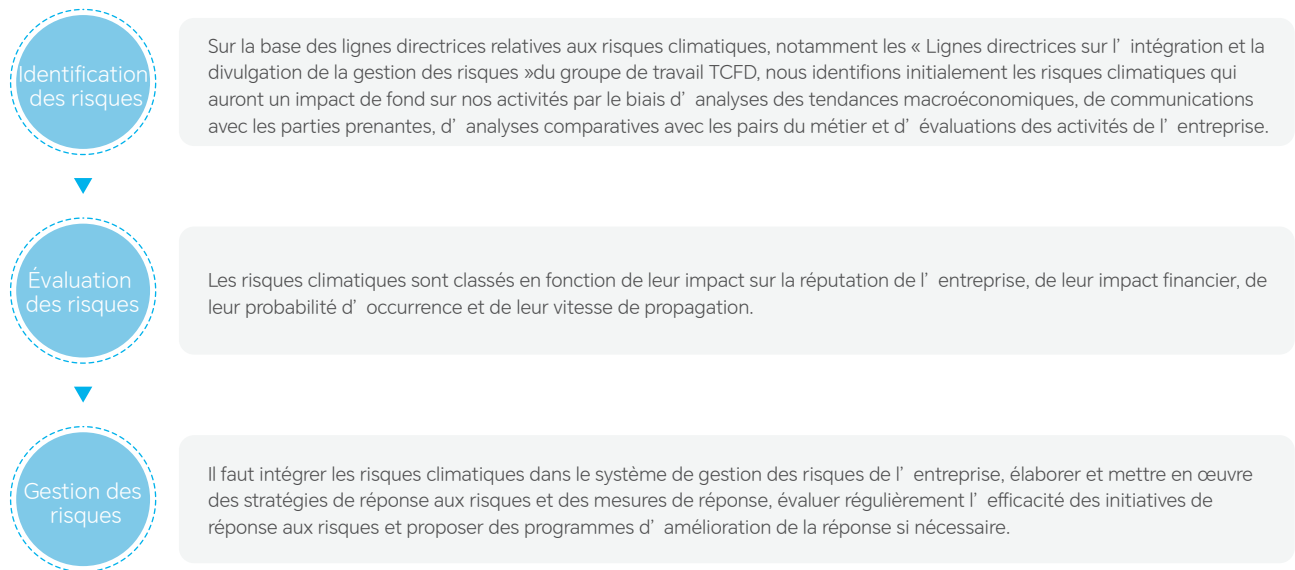 Identification
des risques
Sur la base des lignes directrices relatives aux risques climatiques, notamment les « Lignes directrices sur l' intégration et la
divulgation de la gestion des risques »du groupe de travail TCFD, nous identifions initialement les risques climatiques qui
auront un impact de fond sur nos activités par le biais d' analyses des tendances macroéconomiques, de communications
avec les parties prenantes, d' analyses comparatives avec les pairs du métier et d' évaluations des activités de l' entreprise.
Évaluation
des risques
Les risques climatiques sont classés en fonction de leur impact sur la réputation de l' entreprise, de leur impact financier, de
leur probabilité d' occurrence et de leur vitesse de propagation.
Gestion des
risques
Il faut intégrer les risques climatiques dans le système de gestion des risques de l' entreprise, élaborer et mettre en œuvre
des stratégies de réponse aux risques et des mesures de réponse, évaluer régulièrement l' efficacité des initiatives de
réponse aux risques et proposer des programmes d' amélioration de la réponse si nécessaire.